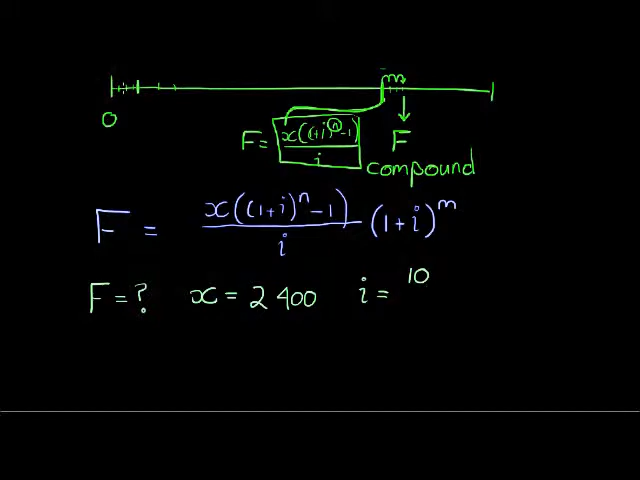 m
0
F = x((1+i)^n - 1) / i
F
compound
F = x((1+i)^n - 1) / i (1+i)^m
F = ? x = 2 400 i = 10